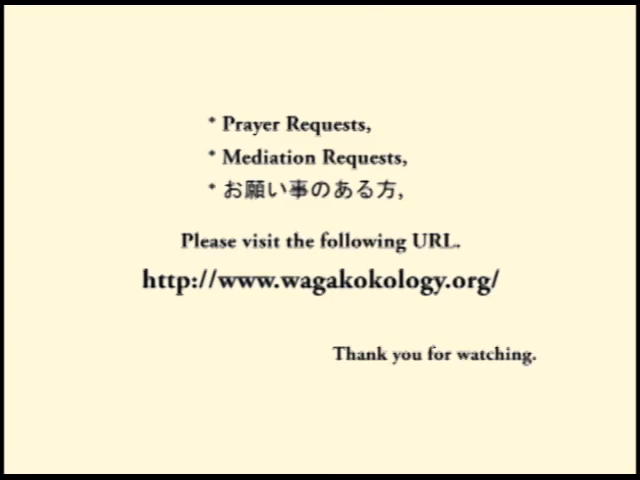 * Prayer Requests,
* Mediation Requests,
* お願い事のある方,
Please visit the following URL.
http://www.wagakokology.org/
Thank you for watching.